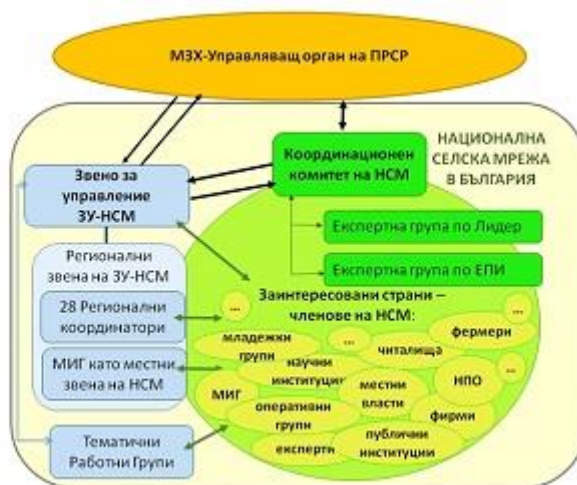 МЗХ-Управляващ орган на ПРСР
НАЦИОНАЛНА
СЕЛСКА МРЕЖА
В БЪЛГАРИЯ
Координационен
комитет на НСМ
Звено за
управление
ЗУ-НСМ
Експертна група по Лидер
Експертна група по ЕПИ
Регионални
звена на ЗУ-НСМ
28 Регионални
координатори
МИГ като местни
звена на НСМ
Тематични
Работни Групи
Заинтересовани страни –
членове на НСМ:
...
...
...
...
младежки
групи
научни
институции
читалища
фермери
МИГ
местни
власти
НПО
оперативни
групи
фирми
експерти
публични
институции